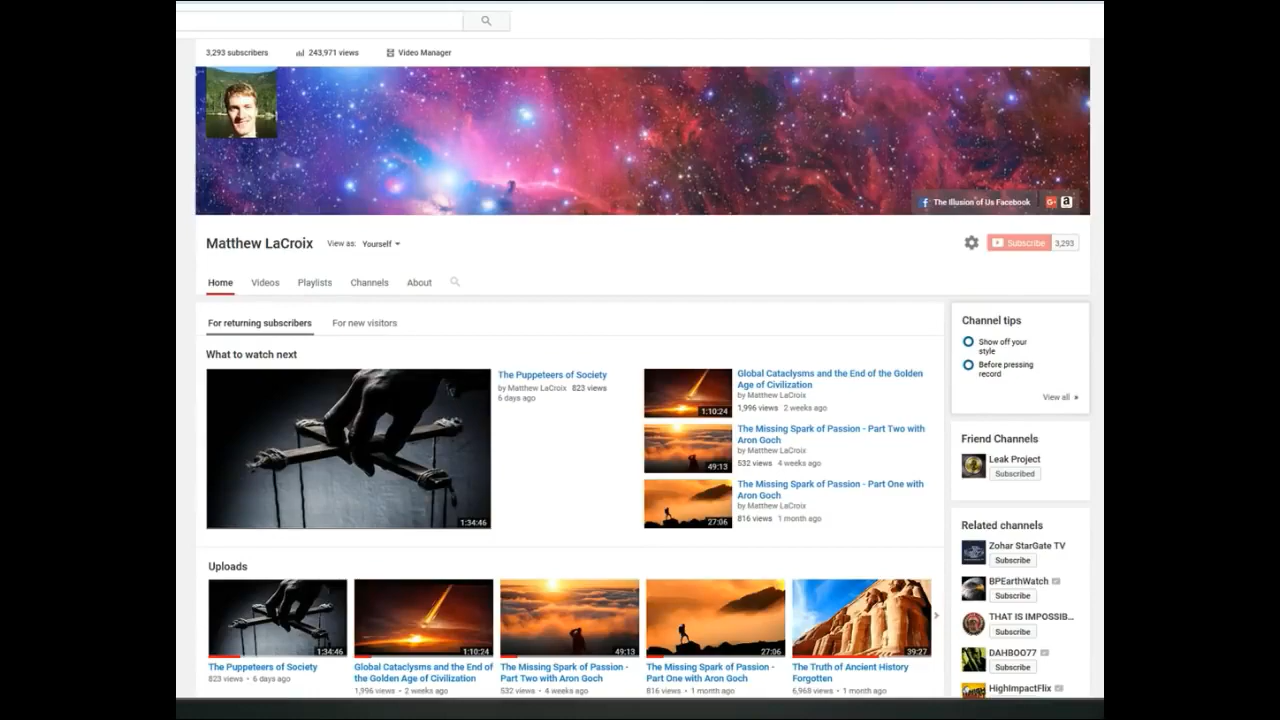 3,293 subscribers
243,971 views
Video Manager
The Illusion of Us Facebook
G+
a
Matthew LaCroix
View as: Yourself
Subscribe 3,293
Home
Videos
Playlists
Channels
About
For returning subscribers
For new visitors
What to watch next
1:34:46
The Puppeteers of Society
by Matthew LaCroix 823 views
6 days ago
1:10:24
Global Cataclysms and the End of the Golden
Age of Civilization
by Matthew LaCroix
1,996 views 2 weeks ago
49:13
The Missing Spark of Passion - Part Two with
Aron Goch
by Matthew LaCroix
532 views 4 weeks ago
27:06
The Missing Spark of Passion - Part One with
Aron Goch
by Matthew LaCroix
816 views 1 month ago
Uploads
1:34:46
The Puppeteers of Society
823 views • 6 days ago
1:10:24
Global Cataclysms and the End of
the Golden Age of Civilization
1,996 views • 2 weeks ago
49:13
The Missing Spark of Passion -
Part Two with Aron Goch
532 views • 4 weeks ago
27:06
The Missing Spark of Passion -
Part One with Aron Goch
816 views • 1 month ago
39:27
The Truth of Ancient History
Forgotten
6,968 views • 1 month ago
Channel tips
Show off your
style
Before pressing
record
View all
Friend Channels
Leak Project
Subscribed
Related channels
Zohar StarGate TV
Subscribe
BPEarthWatch
Subscribe
THAT IS IMPOSSIB...
Subscribe
DAHBOO77
Subscribe
HighImpactFlix